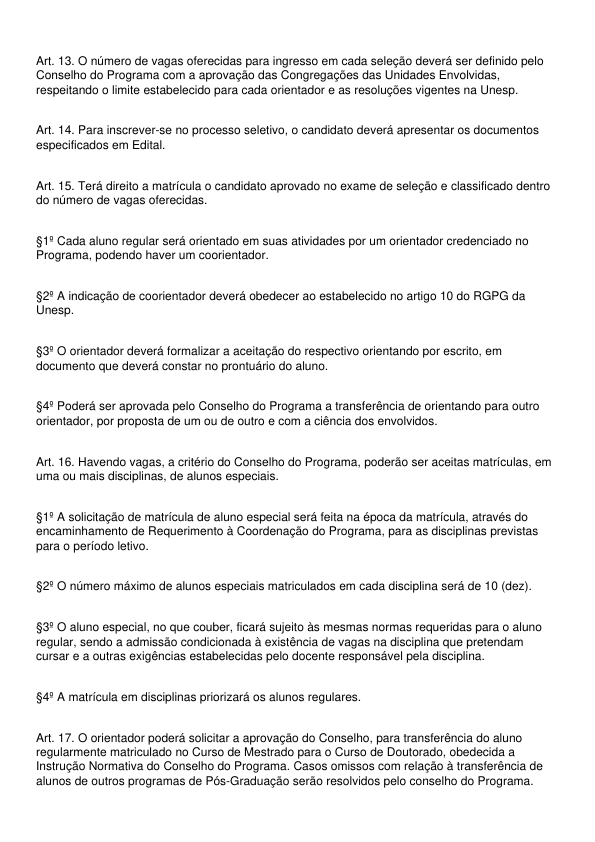 Art. 13. O número de vagas oferecidas para ingresso em cada seleção deverá ser definido pelo
Conselho do Programa com a aprovação das Congregações das Unidades Envolvidas,
respeitando o limite estabelecido para cada orientador e as resoluções vigentes na Unesp.
Art. 14. Para inscrever-se no processo seletivo, o candidato deverá apresentar os documentos
especificados em Edital.
Art. 15. Terá direito a matrícula o candidato aprovado no exame de seleção e classificado dentro
do número de vagas oferecidas.
§1º Cada aluno regular será orientado em suas atividades por um orientador credenciado no
Programa, podendo haver um coorientador.
§2º A indicação de coorientador deverá obedecer ao estabelecido no artigo 10 do RGPG da
Unesp.
§3º O orientador deverá formalizar a aceitação do respectivo orientando por escrito, em
documento que deverá constar no prontuário do aluno.
§4º Poderá ser aprovada pelo Conselho do Programa a transferência de orientando para outro
orientador, por proposta de um ou de outro e com a ciência dos envolvidos.
Art. 16. Havendo vagas, a critério do Conselho do Programa, poderão ser aceitas matrículas, em
uma ou mais disciplinas, de alunos especiais.
§1º A solicitação de matrícula de aluno especial será feita na época da matrícula, através do
encaminhamento de Requerimento à Coordenação do Programa, para as disciplinas previstas
para o período letivo.
§2º O número máximo de alunos especiais matriculados em cada disciplina será de 10 (dez).
§3º O aluno especial, no que couber, ficará sujeito às mesmas normas requeridas para o aluno
regular, sendo a admissão condicionada à existência de vagas na disciplina que pretendam
cursar e a outras exigências estabelecidas pelo docente responsável pela disciplina.
§4º A matrícula em disciplinas priorizará os alunos regulares.
Art. 17. O orientador poderá solicitar a aprovação do Conselho, para transferência do aluno
regularmente matriculado no Curso de Mestrado para o Curso de Doutorado, obedecida a
Instrução Normativa do Conselho do Programa. Casos omissos com relação à transferência de
alunos de outros programas de Pós-Graduação serão resolvidos pelo conselho do Programa.